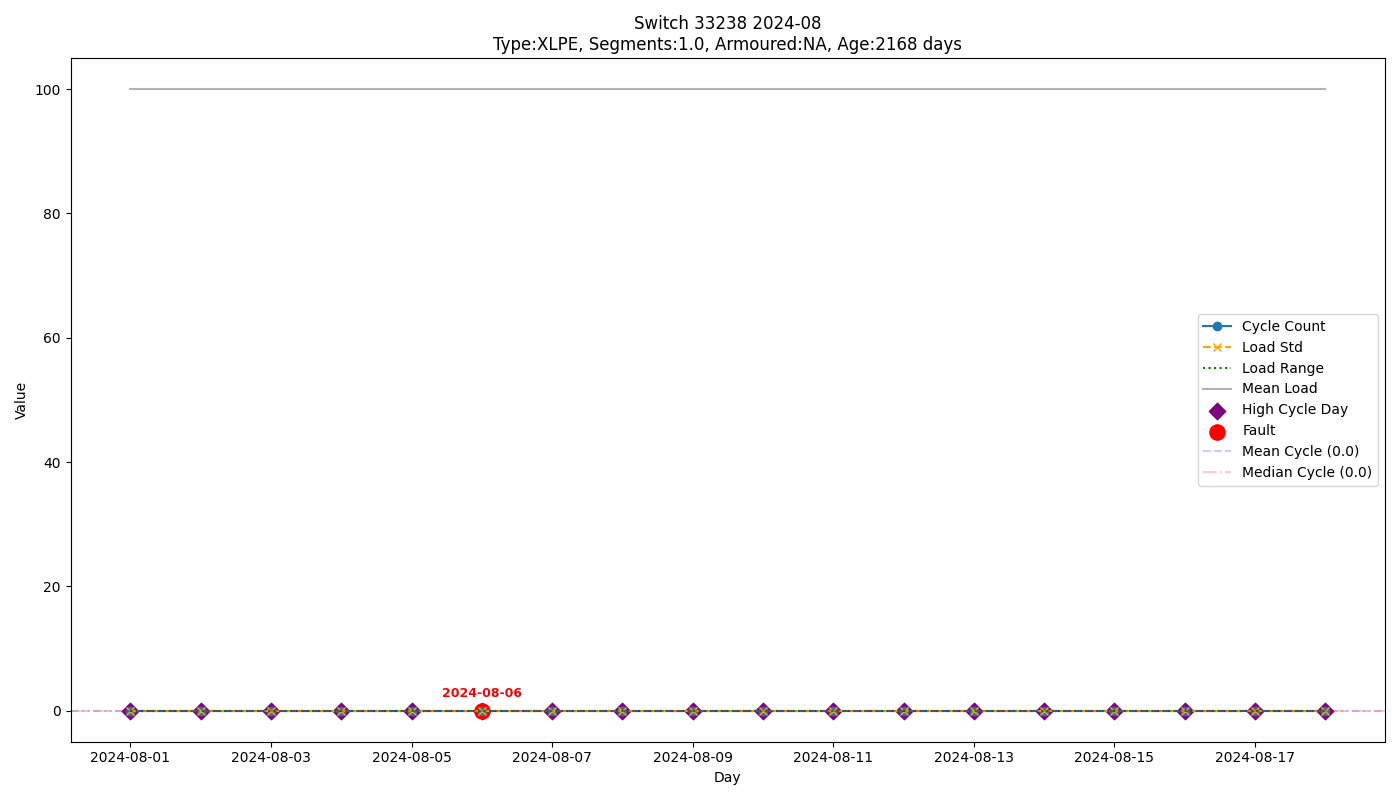 Switch 33238 2024-08
Type:XLPE, Segments:1.0, Armoured:NA, Age:2168 days
Value
100
80
60
40
20
0
2024-08-06
Cycle Count
Load Std
Load Range
Mean Load
High Cycle Day
Fault
Mean Cycle (0.0)
Median Cycle (0.0)
2024-08-01
2024-08-03
2024-08-05
2024-08-07
2024-08-09
2024-08-11
2024-08-13
2024-08-15
2024-08-17
Day